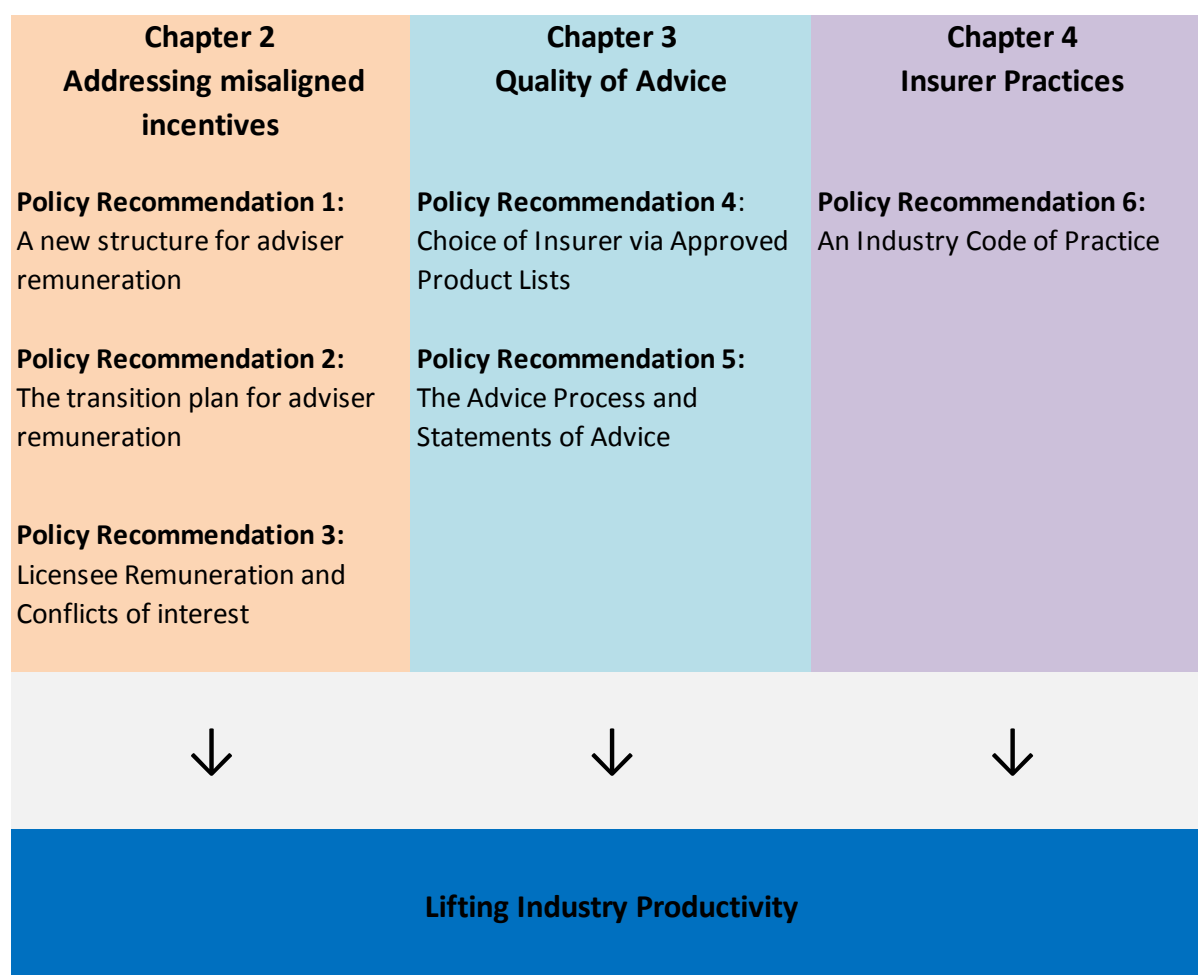 Chapter 2
Addressing misaligned
incentives
Policy Recommendation 1:
A new structure for adviser
remuneration
Policy Recommendation 2:
The transition plan for adviser
remuneration
Policy Recommendation 3:
Licensee Remuneration and
Conflicts of interest
Chapter 3
Quality of Advice
Policy Recommendation 4:
Choice of Insurer via Approved
Product Lists
Policy Recommendation 5:
The Advice Process and
Statements of Advice
Chapter 4
Insurer Practices
Policy Recommendation 6:
An Industry Code of Practice
Lifting Industry Productivity